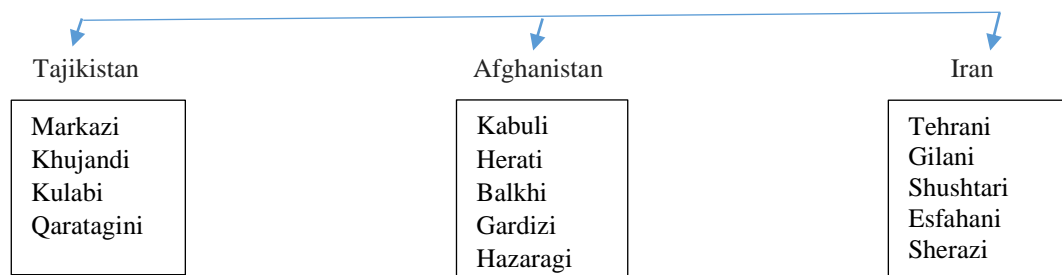 Tajikistan Afghanistan Iran
Markazi
Khujandi
Kulabi
Qaratagini
Kabuli
Herati
Balkhi
Gardizi
Hazaragi
Tehrani
Gilani
Shushtari
Esfahani
Sherazi